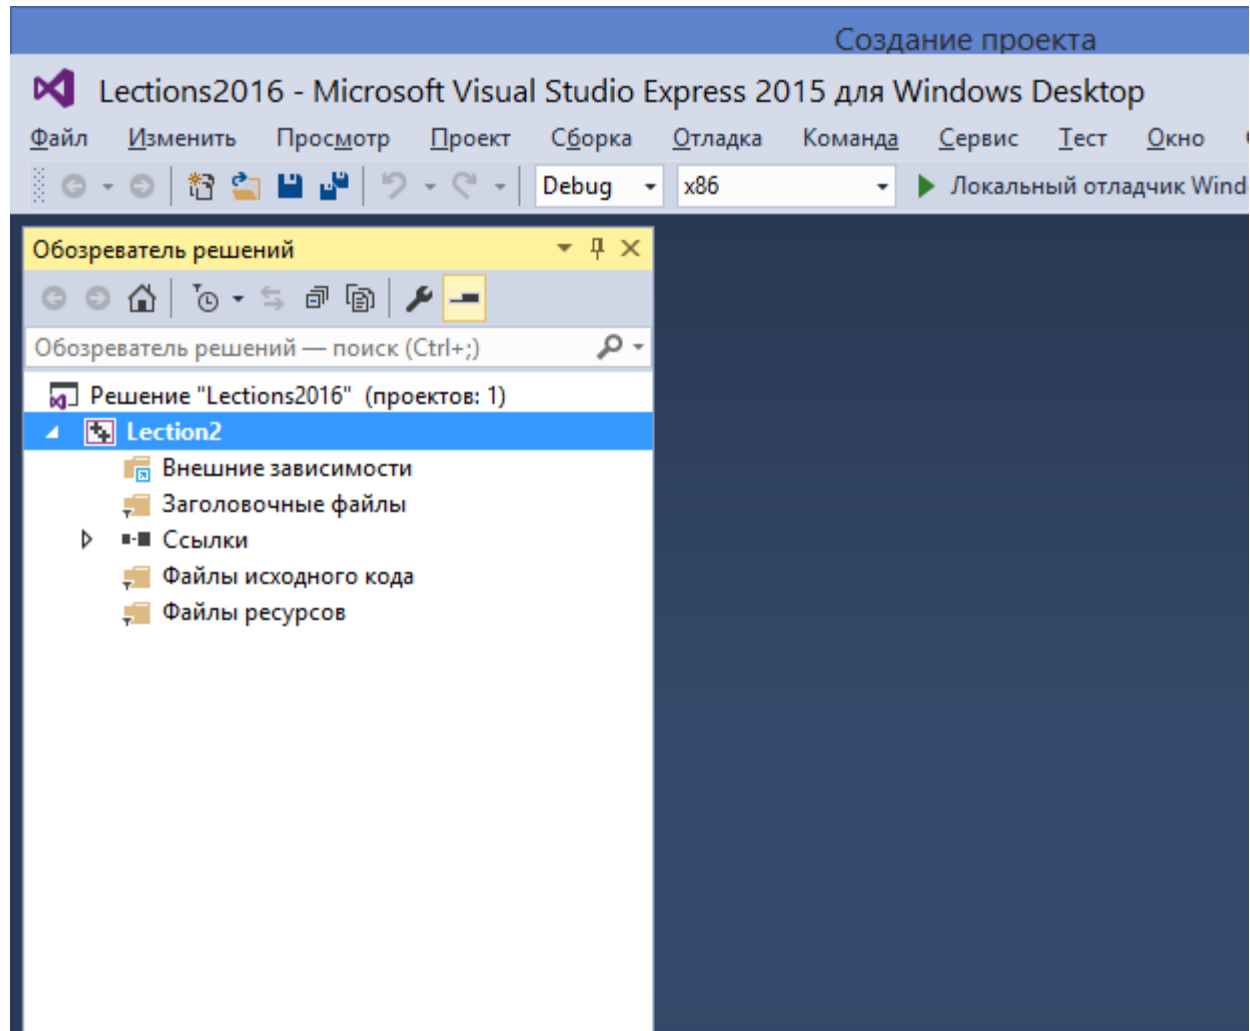 Создание проекта
Lections2016 - Microsoft Visual Studio Express 2015 для Windows Desktop
Файл Изменить Просмотр Проект Сборка Отладка Команда Сервис Тест Окно
Debug x86 Локальный отладчик Wind
Обозреватель решений
Обозреватель решений — поиск (Ctrl+;)
Решение "Lections2016" (проектов: 1)
Lection2
Внешние зависимости
Заголовочные файлы
Ссылки
Файлы исходного кода
Файлы ресурсов